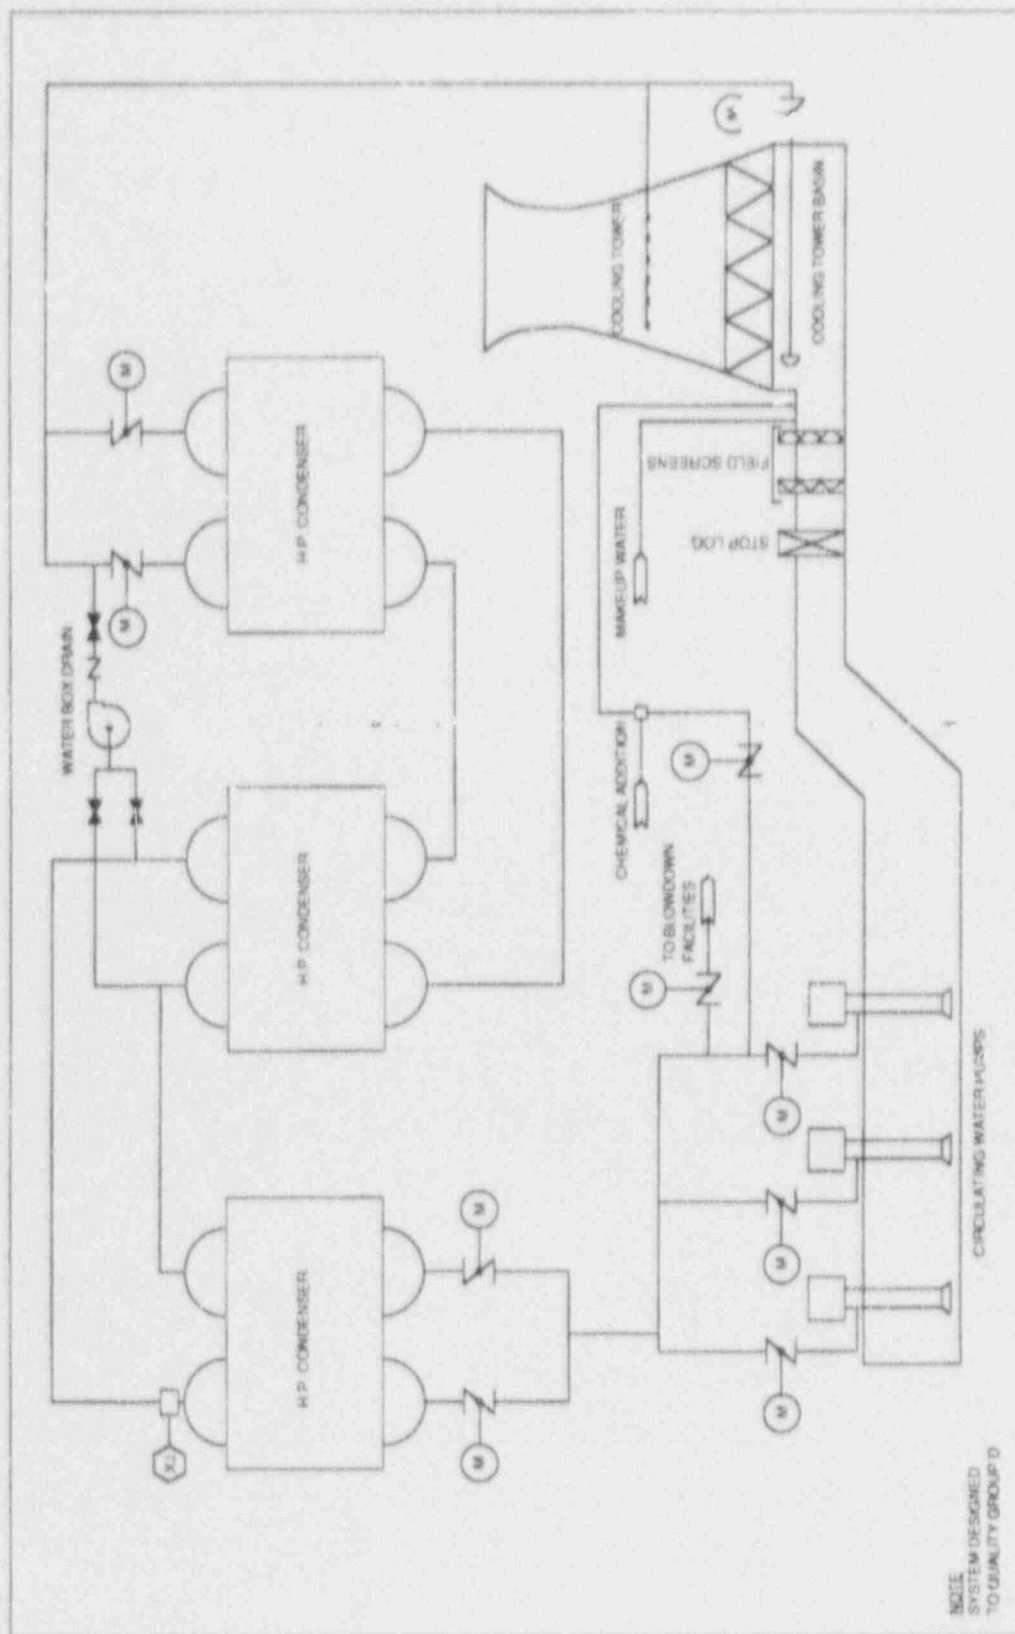 WATER BOX DRAIN
M
M
H.P. CONDENSER
H.P. CONDENSER
H.P. CONDENSER
M
M
M
COOLING TOWER
COOLING TOWER BASIN
FIELD SCREENS
STOP LOG
MAKEUP WATER
CHEMICAL ADDITION
M
TO BLOWDOWN
FACILITIES
M
M
M
M
CIRCULATING WATER PUMPS
NOTE
SYSTEM DESIGNED
TO QUALITY GROUP D